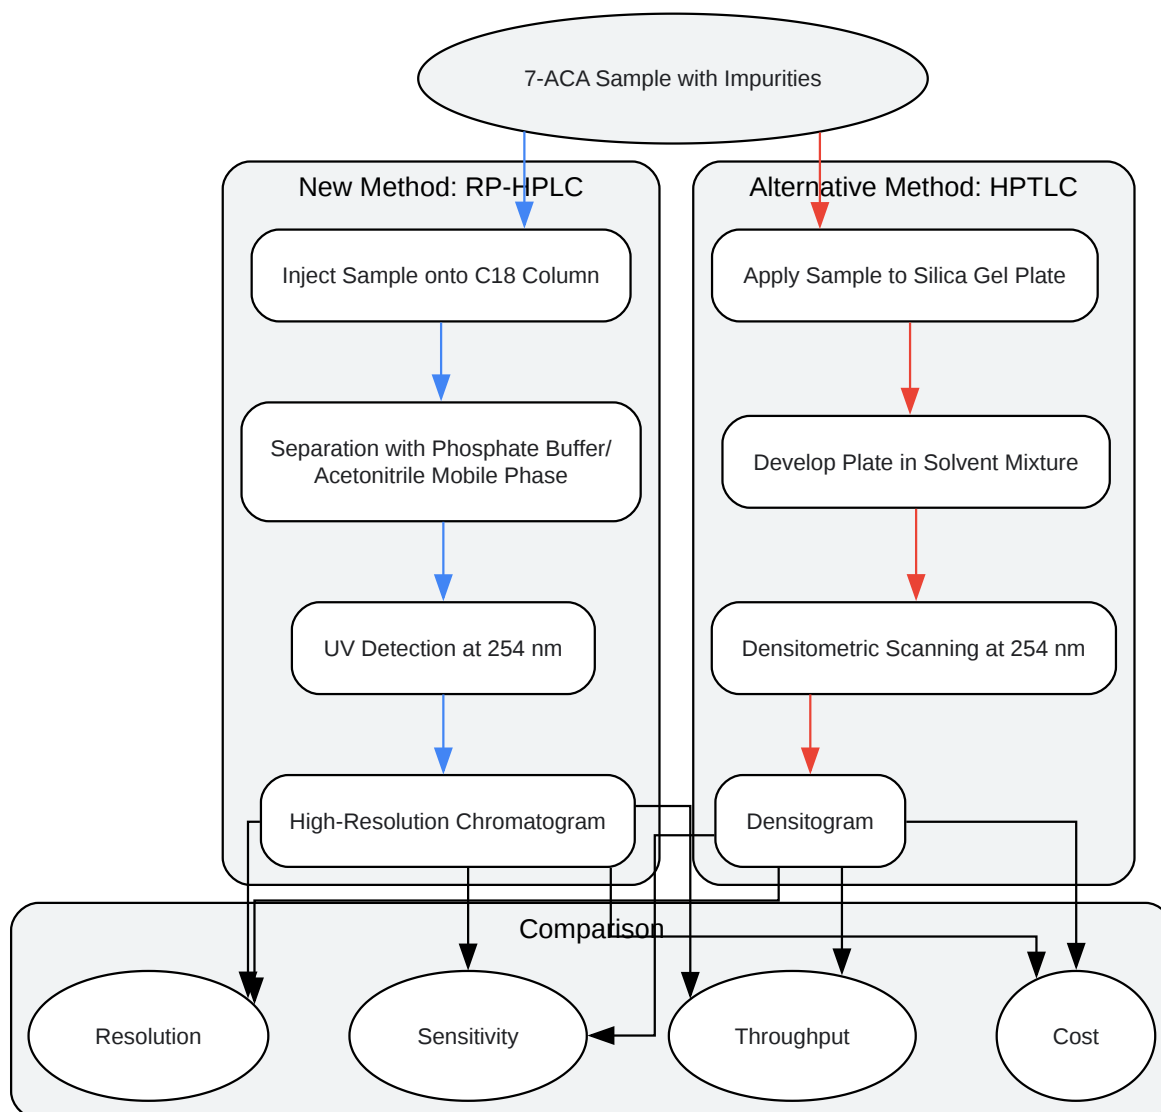 7-ACA Sample with Impurities
New Method: RP-HPLC
Inject Sample onto C18 Column
Separation with Phosphate Buffer/
Acetonitrile Mobile Phase
UV Detection at 254 nm
High-Resolution Chromatogram
Alternative Method: HPTLC
Apply Sample to Silica Gel Plate
Develop Plate in Solvent Mixture
Densitometric Scanning at 254 nm
Densitogram
Comparison
Resolution
Sensitivity
Throughput
Cost